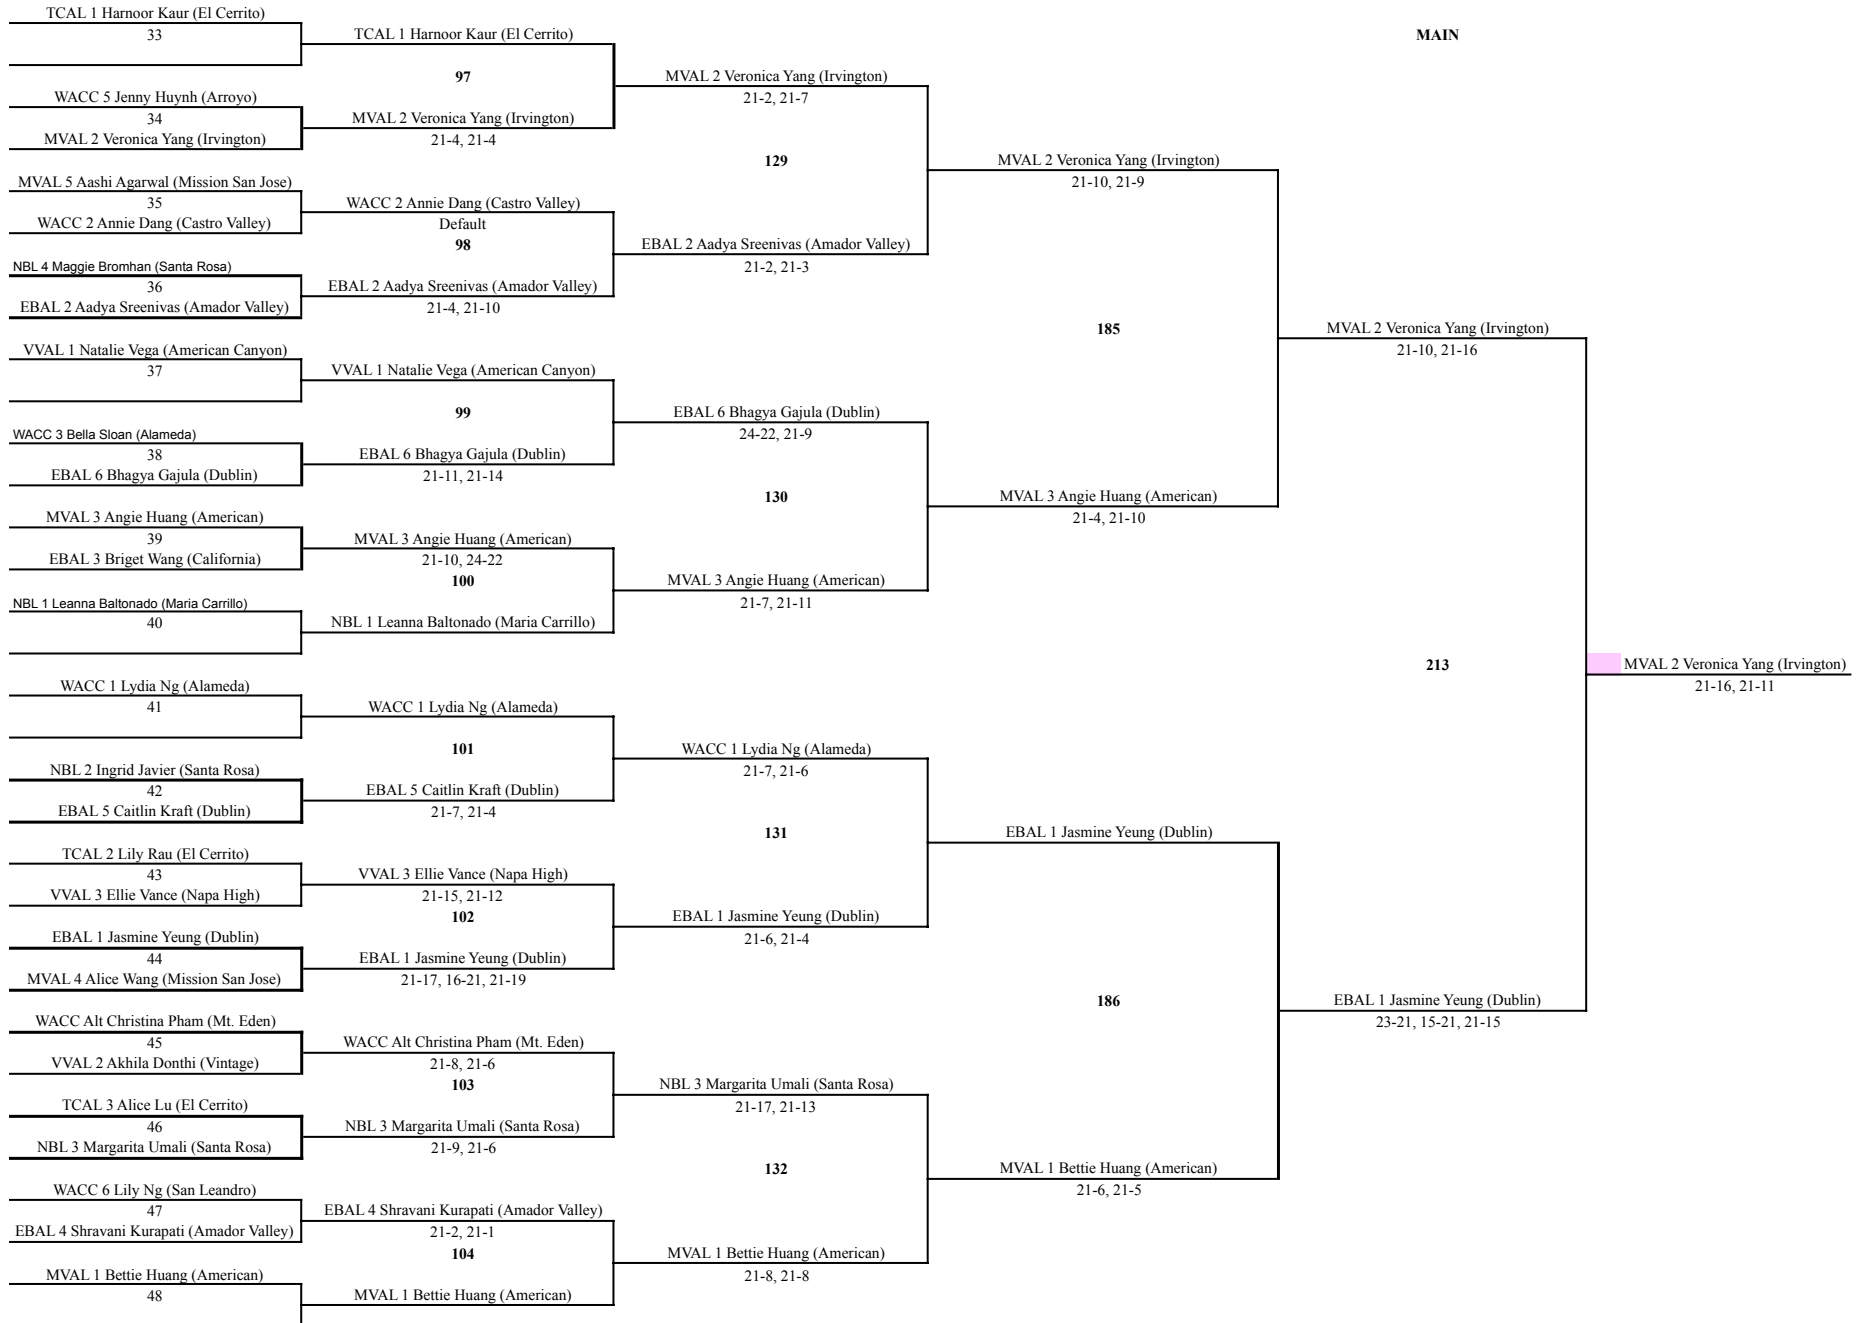 TCAL 1 Harnoor Kaur (El Cerrito)
33
WACC 5 Jenny Huynh (Arroyo)
34
MVAL 2 Veronica Yang (Irvington)
MVAL 5 Aashi Agarwal (Mission San Jose)
35
WACC 2 Annie Dang (Castro Valley)
NBL 4 Maggie Bromhan (Santa Rosa)
36
EBAL 2 Aadya Sreenivas (Amador Valley)
VVAL 1 Natalie Vega (American Canyon)
37
WACC 3 Bella Sloan (Alameda)
38
EBAL 6 Bhagya Gajula (Dublin)
MVAL 3 Angie Huang (American)
39
EBAL 3 Briget Wang (California)
NBL 1 Leanna Baltonado (Maria Carrillo)
40
WACC 1 Lydia Ng (Alameda)
41
NBL 2 Ingrid Javier (Santa Rosa)
42
EBAL 5 Caitlin Kraft (Dublin)
TCAL 2 Lily Rau (El Cerrito)
43
VVAL 3 Ellie Vance (Napa High)
EBAL 1 Jasmine Yeung (Dublin)
44
MVAL 4 Alice Wang (Mission San Jose)
WACC Alt Christina Pham (Mt. Eden)
45
VVAL 2 Akhila Donthi (Vintage)
TCAL 3 Alice Lu (El Cerrito)
46
NBL 3 Margarita Umali (Santa Rosa)
WACC 6 Lily Ng (San Leandro)
47
EBAL 4 Shravani Kurapati (Amador Valley)
MVAL 1 Bettie Huang (American)
48
TCAL 1 Harnoor Kaur (El Cerrito)
97
MVAL 2 Veronica Yang (Irvington)
21-4, 21-4
WACC 2 Annie Dang (Castro Valley)
Default
98
EBAL 2 Aadya Sreenivas (Amador Valley)
21-4, 21-10
VVAL 1 Natalie Vega (American Canyon)
99
EBAL 6 Bhagya Gajula (Dublin)
21-11, 21-14
MVAL 3 Angie Huang (American)
21-10, 24-22
100
NBL 1 Leanna Baltonado (Maria Carrillo)
WACC 1 Lydia Ng (Alameda)
101
EBAL 5 Caitlin Kraft (Dublin)
21-7, 21-4
VVAL 3 Ellie Vance (Napa High)
21-15, 21-12
102
EBAL 1 Jasmine Yeung (Dublin)
21-17, 16-21, 21-19
WACC Alt Christina Pham (Mt. Eden)
21-8, 21-6
103
NBL 3 Margarita Umali (Santa Rosa)
21-9, 21-6
EBAL 4 Shravani Kurapati (Amador Valley)
21-2, 21-1
104
MVAL 1 Bettie Huang (American)
MVAL 2 Veronica Yang (Irvington)
21-2, 21-7
129
EBAL 2 Aadya Sreenivas (Amador Valley)
21-2, 21-3
EBAL 6 Bhagya Gajula (Dublin)
24-22, 21-9
130
MVAL 3 Angie Huang (American)
21-7, 21-11
WACC 1 Lydia Ng (Alameda)
21-7, 21-6
131
EBAL 1 Jasmine Yeung (Dublin)
21-6, 21-4
NBL 3 Margarita Umali (Santa Rosa)
21-17, 21-13
132
MVAL 1 Bettie Huang (American)
21-8, 21-8
MVAL 2 Veronica Yang (Irvington)
21-10, 21-9
185
MVAL 3 Angie Huang (American)
21-4, 21-10
EBAL 1 Jasmine Yeung (Dublin)
186
MVAL 1 Bettie Huang (American)
21-6, 21-5
MAIN
MVAL 2 Veronica Yang (Irvington)
21-10, 21-16
213
EBAL 1 Jasmine Yeung (Dublin)
23-21, 15-21, 21-15
MVAL 2 Veronica Yang (Irvington)
21-16, 21-11